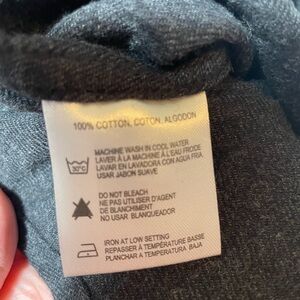 100% COTTON, COTON, ALGODON
30°C
MACHINE WASH IN COOL WATER
LAVER À LA MACHINE À L'EAU FROIDE
LAVAR EN LAVADORA CON AGUA FRIA
USAR JABON SUAVE
DO NOT BLEACH
NE PAS UTILISER D'AGENT
DE BLANCHIMENT
NO USAR BLANQUEADOR
IRON AT LOW SETTING
REPASSER À TEMPÉRATURE BASSE
PLANCHAR A TEMPERATURA BAJA